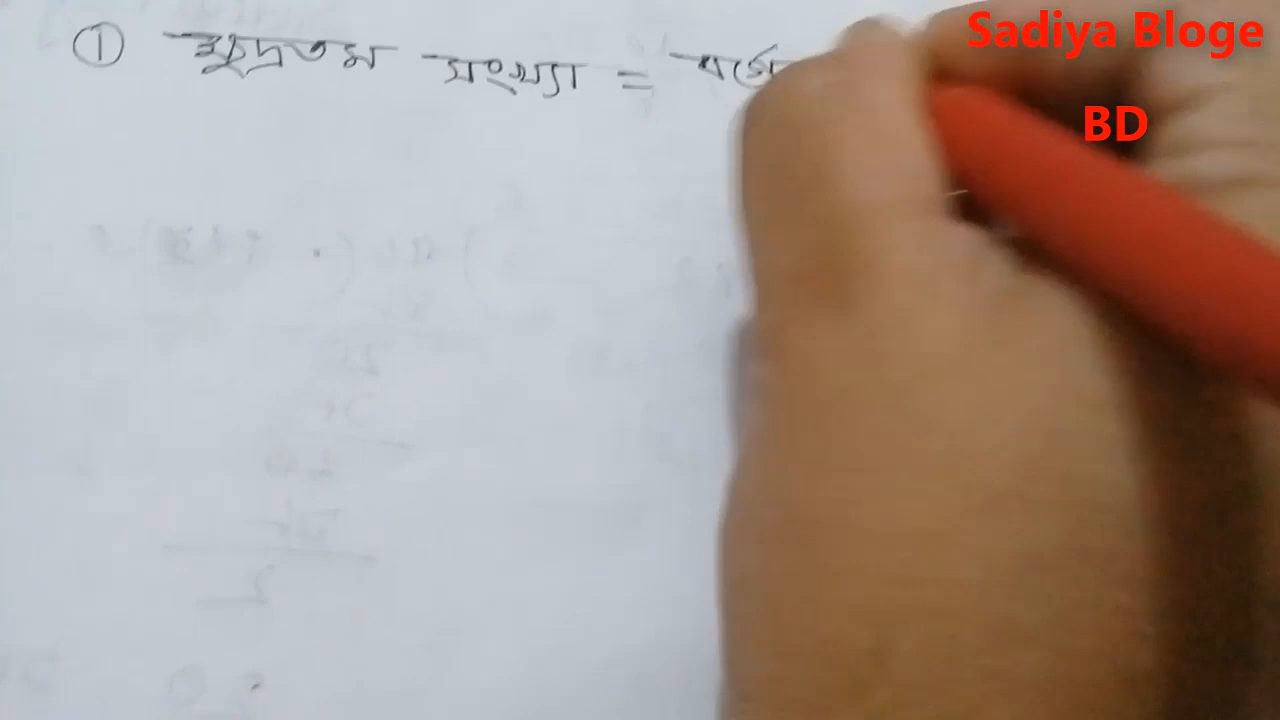 ① ক্ষুদ্রতম সংখ্যা =
Sadiya Bloge
BD